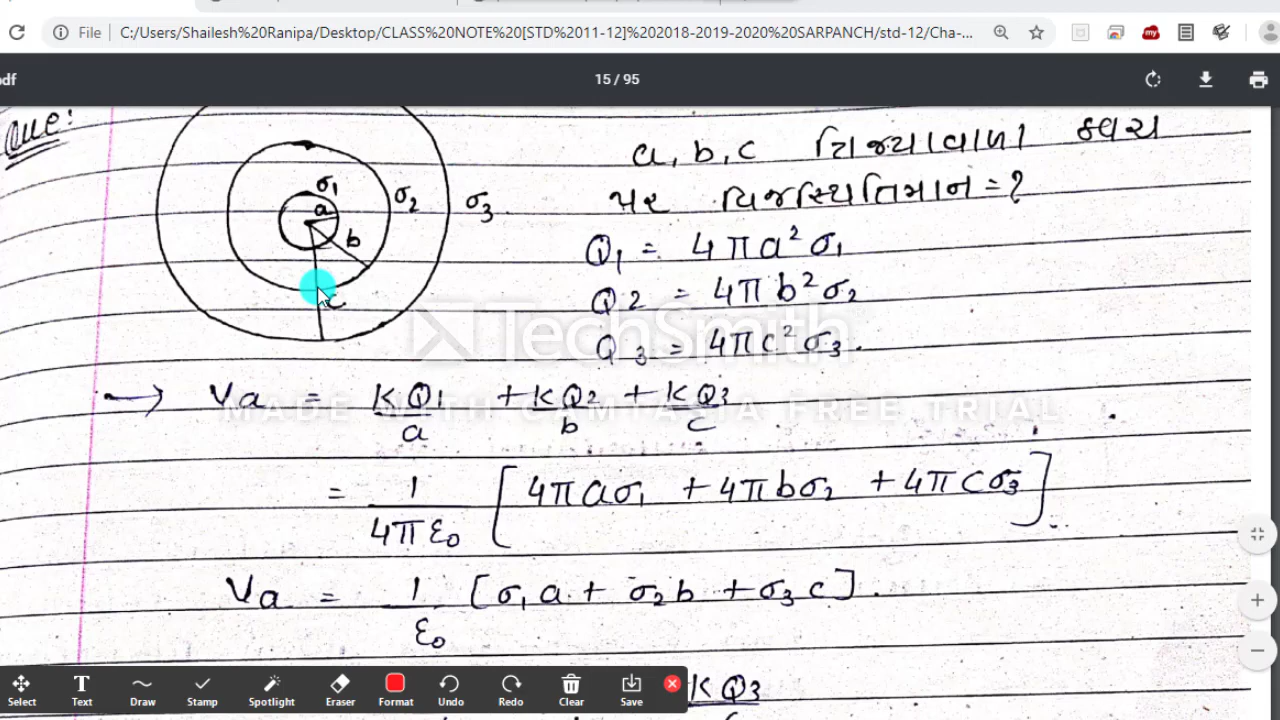 File C:/Users/Shailesh%20Ranipa/Desktop/CLASS%20NOTE%20[STD%2011-12]%202018-2019-2020%20SARPANCH/std-12/Cha-...
df
15 / 95
Que:
σ1
a
b
c
σ2
σ3
a, b, c ત્રિજ્યાવાળા કવચ
પર વિજસ્થિતિમાન = ?
Q1 = 4πa²σ1
Q2 = 4πb²σ2
Q3 = 4πc²σ3.
TechSmith
MADE WITH CAMTASIA FREE TRIAL
→ Va = KQ1/a + KQ2/b + KQ3/c
= 1/4πε0 [4πaσ1 + 4πbσ2 + 4πcσ3]
Va = 1/ε0 [σ1a + σ2b + σ3c].
KQ3
Select Text Draw Stamp Spotlight Eraser Format Undo Redo Clear Save